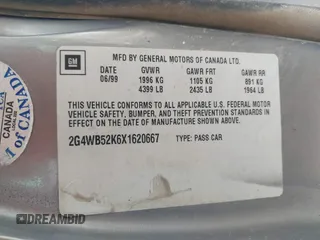 GM
MFD BY GENERAL MOTORS OF CANADA LTD.
DATE GVWR GAWR FRT GAWR RR
06/99 1996 KG 1105 KG 891 KG
4399 LB 2435 LB 1964 LB
THIS VEHICLE CONFORMS TO ALL APPLICABLE U.S. FEDERAL
MOTOR VEHICLE SAFETY, BUMPER, AND THEFT PREVENTION STANDARDS IN
EFFECT ON THE DATE OF MANUFACTURE SHOWN ABOVE.
2G4WB52K6X1620667 TYPE: PASS CAR
CANADA
of CANADA
DREAMBID